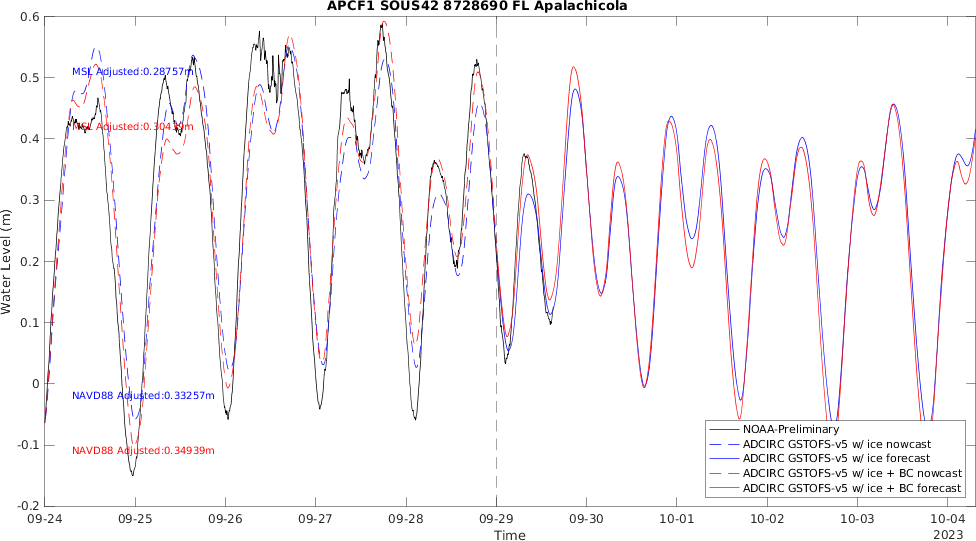 APCF1 SOUS42 8728690 FL Apalachicola
0.6
0.5
0.4
0.3
0.2
0.1
0
-0.1
-0.2
Water Level (m)
MSL Adjusted:0.28757m
MSL Adjusted:
NAVD88 Adjusted:0.33257m
NAVD88 Adjusted:0.34939m
NOAA-Preliminary
ADCIRC GSTOFS-v5 w/ ice nowcast
ADCIRC GSTOFS-v5 w/ ice forecast
ADCIRC GSTOFS-v5 w/ ice + BC nowcast
ADCIRC GSTOFS-v5 w/ ice + BC forecast
09-24 09-25 09-26 09-27 09-28 09-29 09-30 10-01 10-02 10-03 10-04
Time
2023